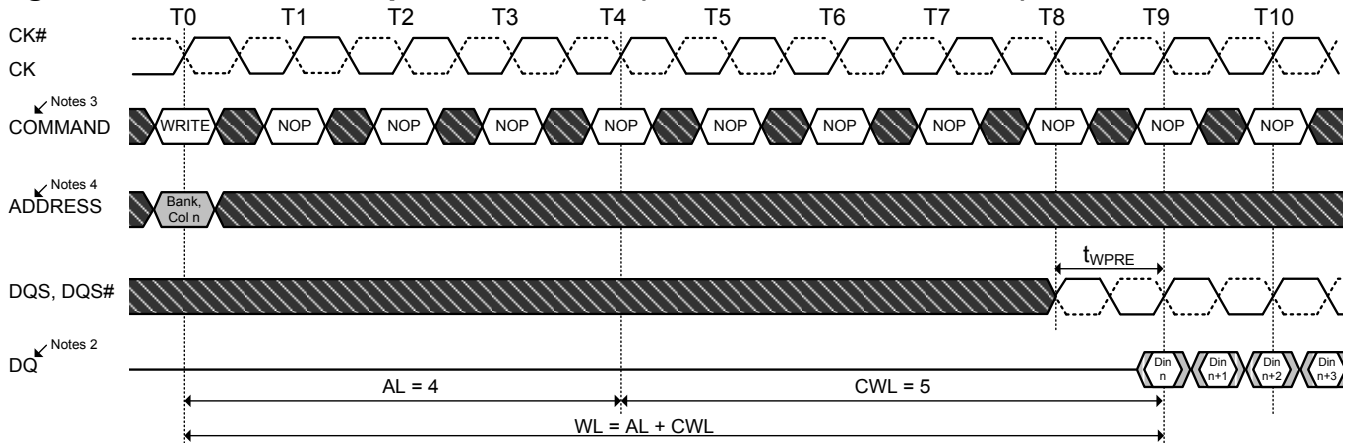 T0 T1 T2 T3 T4 T5 T6 T7 T8 T9 T10
CK#
CK
Notes 3
COMMAND WRITE NOP NOP NOP NOP NOP NOP NOP NOP NOP NOP
Notes 4
ADDRESS
Bank,
Col n
tWPRE
DQS, DQS#
Notes 2
DQ
Din Din Din Din
n n+1 n+2 n+3
AL = 4 CWL = 5
WL = AL + CWL